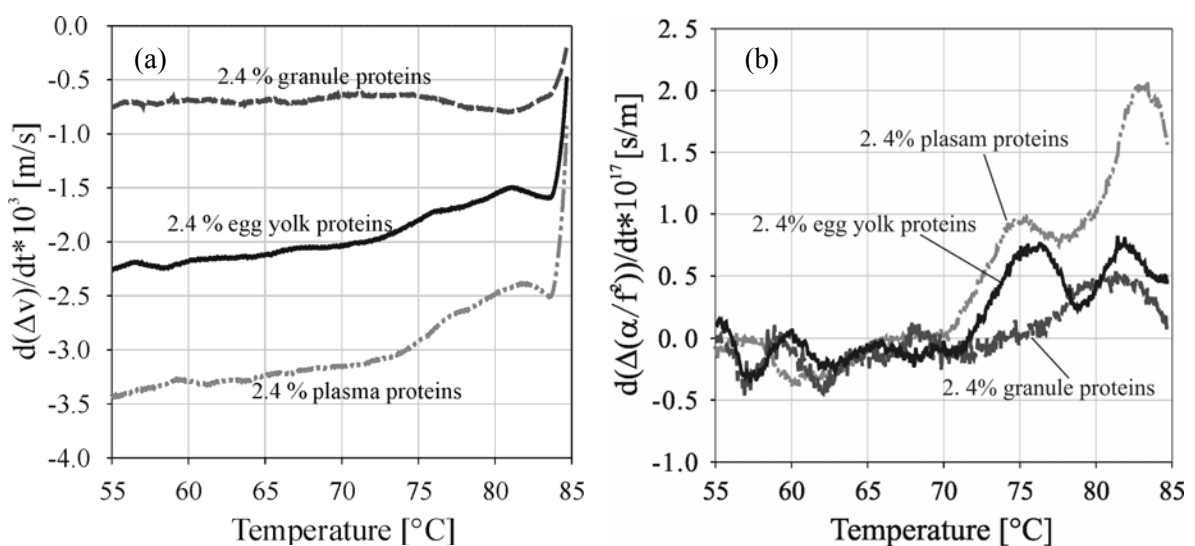 (a)
d(Δv)/dt*10³ [m/s]
0.0
-0.5
-1.0
-1.5
-2.0
-2.5
-3.0
-3.5
-4.0
2.4 % granule proteins
2.4 % egg yolk proteins
2.4 % plasma proteins
55 60 65 70 75 80 85
Temperature [°C]
(b)
d(Δ(α/f²))/dt*10¹⁷ [s/m]
2.5
2.0
1.5
1.0
0.5
0.0
-0.5
-1.0
2. 4% plasam proteins
2. 4% egg yolk proteins
2. 4% granule proteins
55 60 65 70 75 80 85
Temperature [°C]